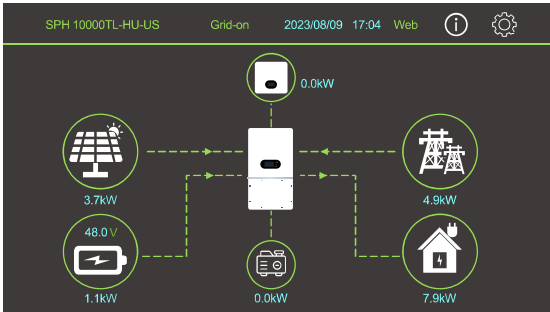 SPH 10000TL-HU-US Grid-on 2023/08/09 17:04 Web
0.0kW
3.7kW
4.9kW
48.0V
1.1kW
0.0kW
7.9kW